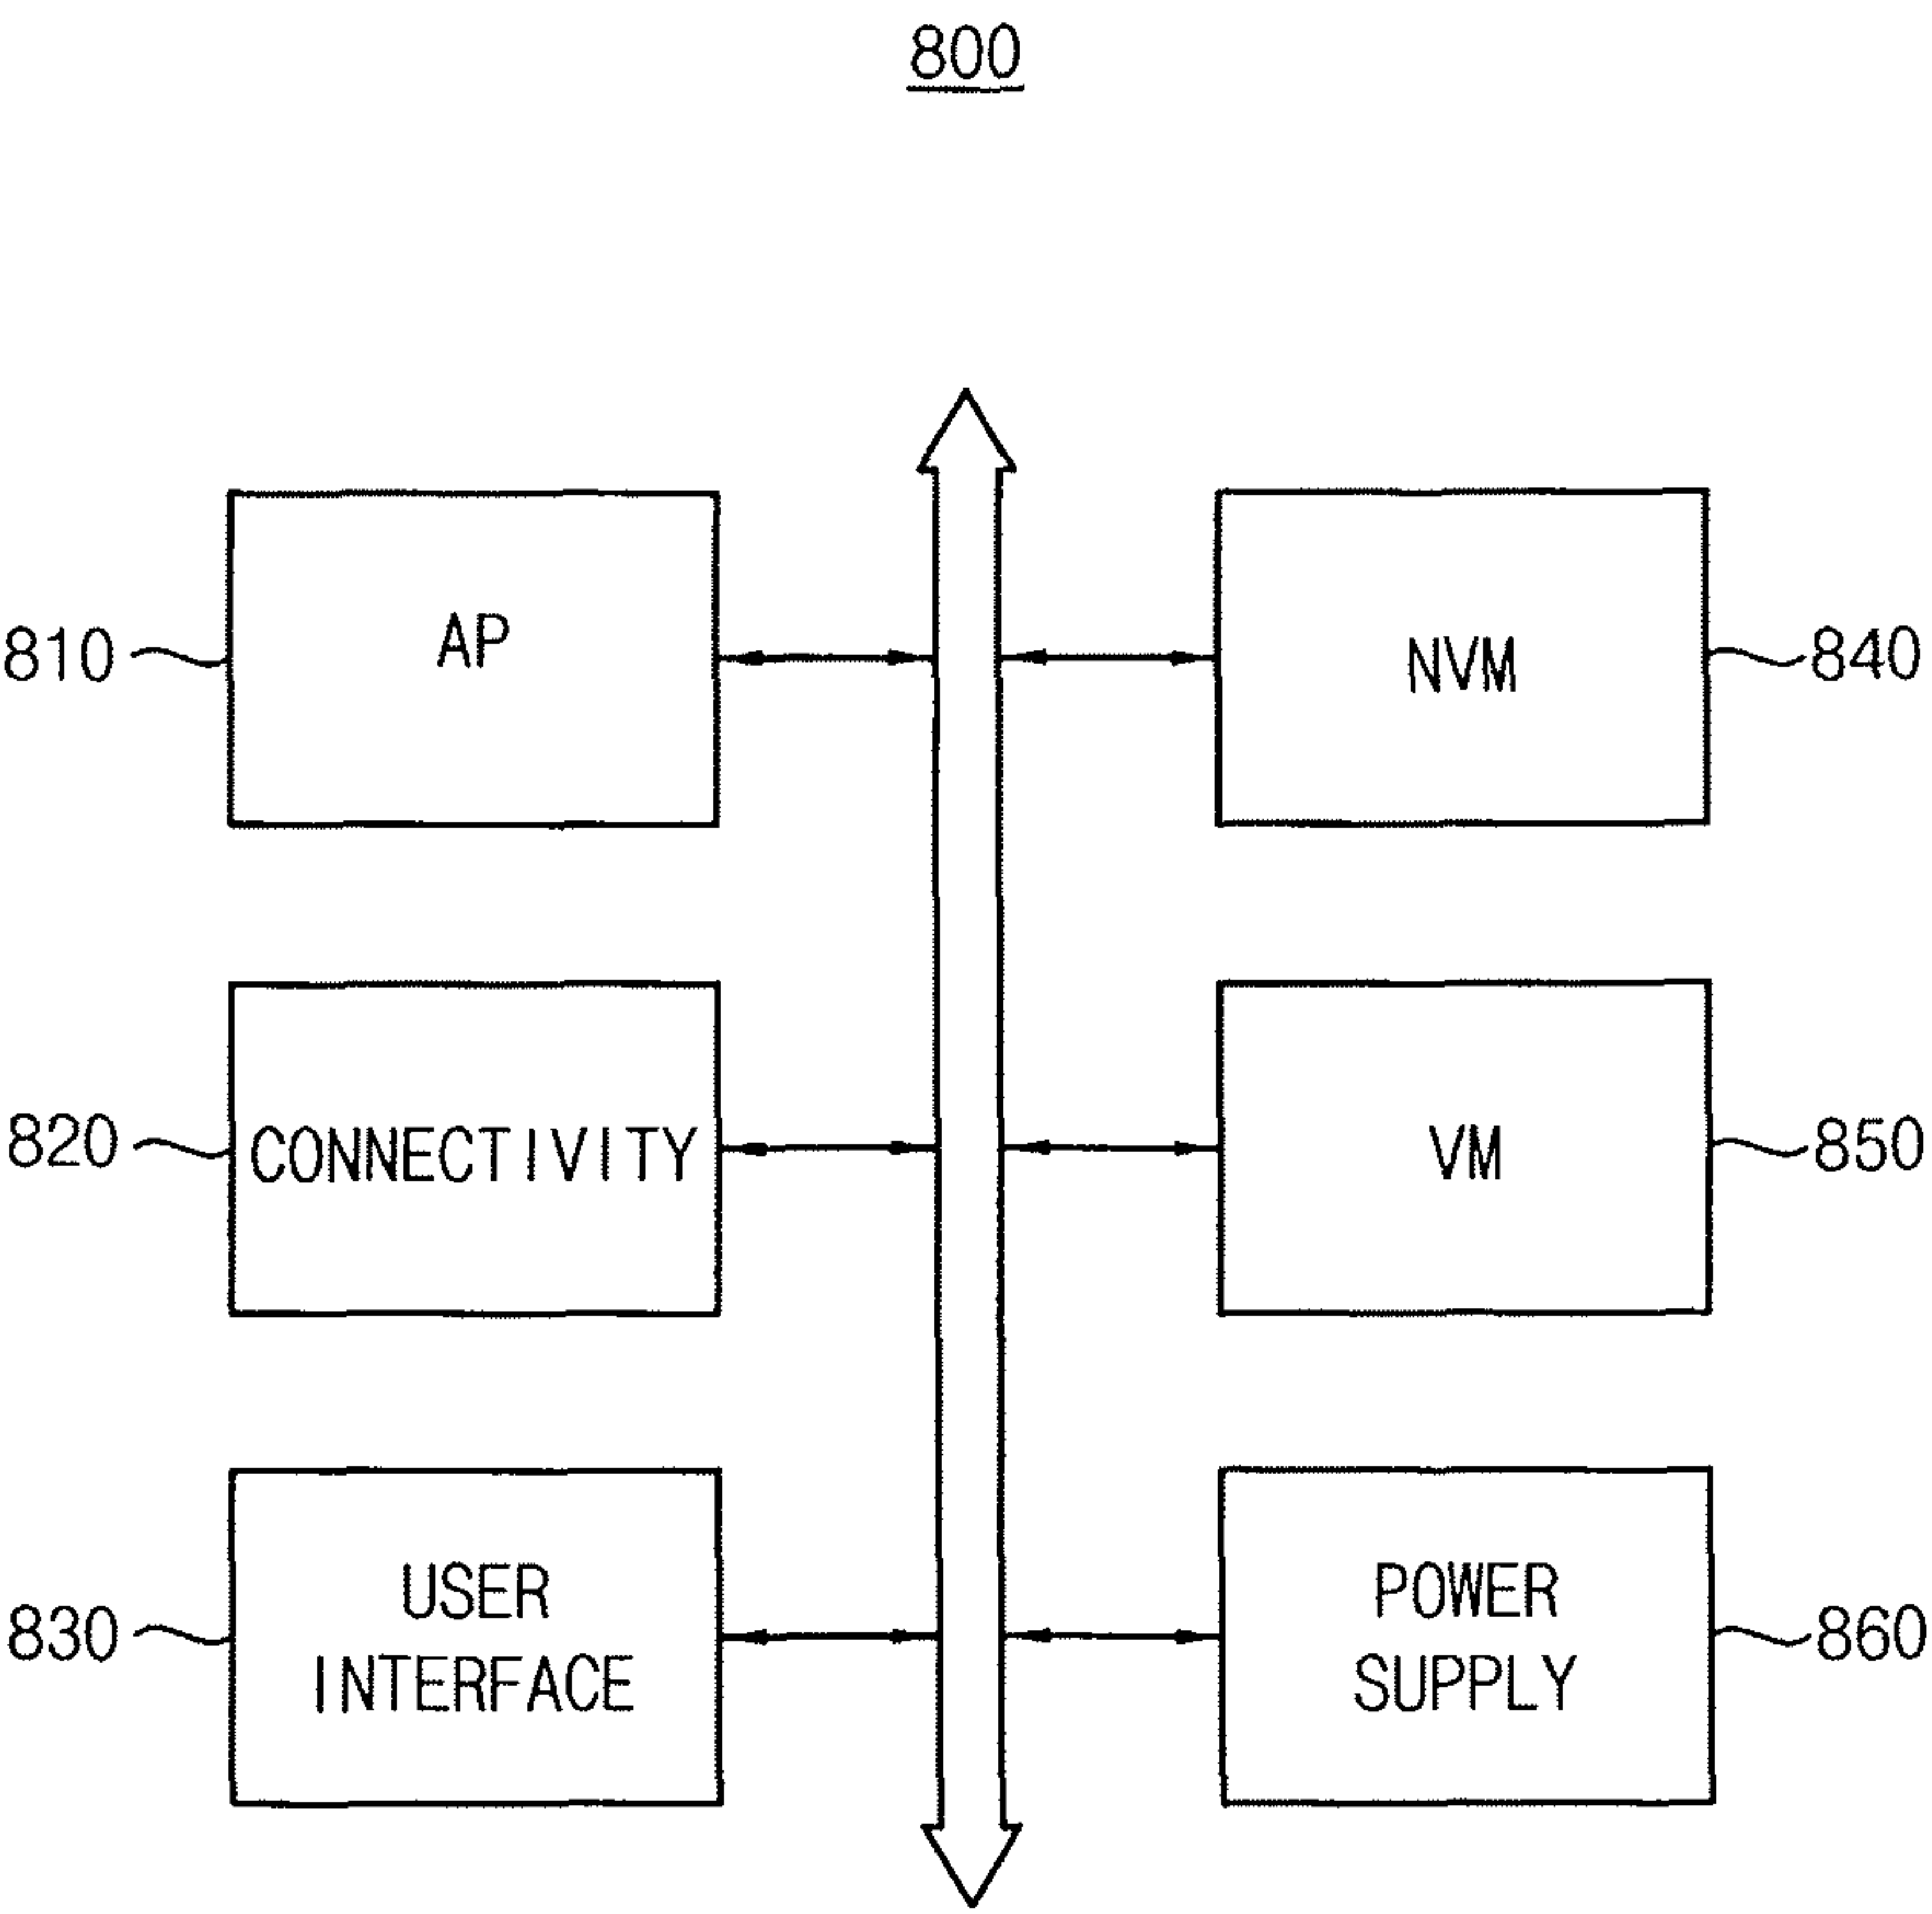 800
810
AP
NVM
840
820
CONNECTIVITY
VM
850
830
USER
INTERFACE
POWER
SUPPLY
860